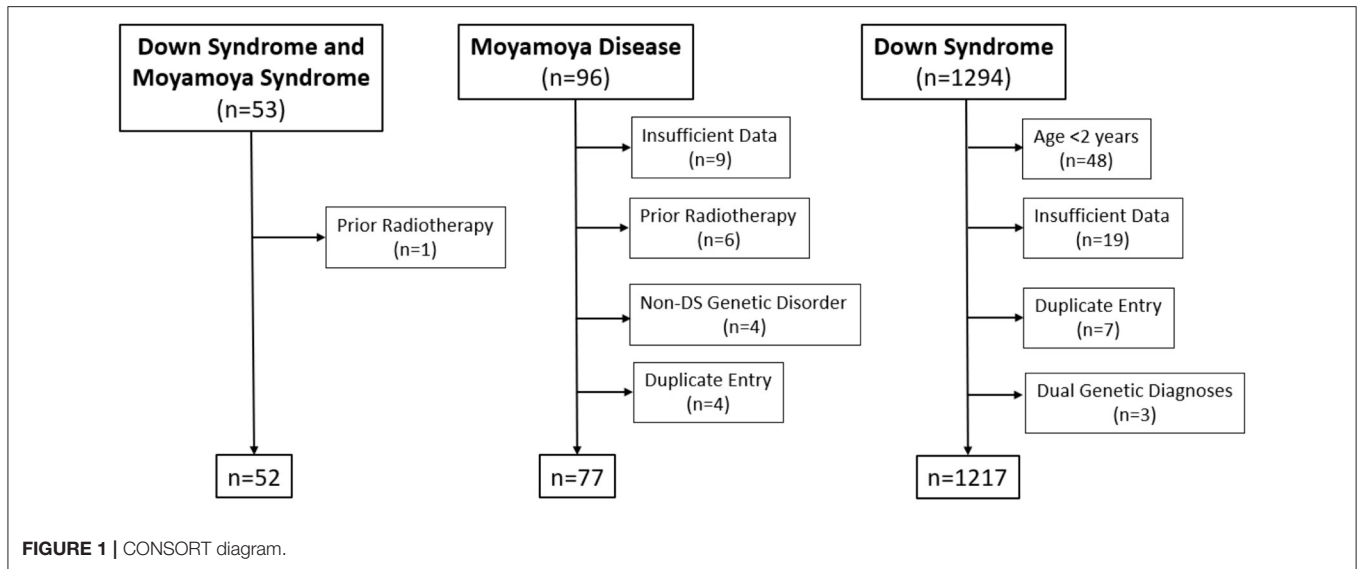 Down Syndrome and
Moyamoya Syndrome
(n=53)
Prior Radiotherapy
(n=1)
n=52
Moyamoya Disease
(n=96)
Insufficient Data
(n=9)
Prior Radiotherapy
(n=6)
Non-DS Genetic Disorder
(n=4)
Duplicate Entry
(n=4)
n=77
Down Syndrome
(n=1294)
Age <2 years
(n=48)
Insufficient Data
(n=19)
Duplicate Entry
(n=7)
Dual Genetic Diagnoses
(n=3)
n=1217
FIGURE 1 | CONSORT diagram.